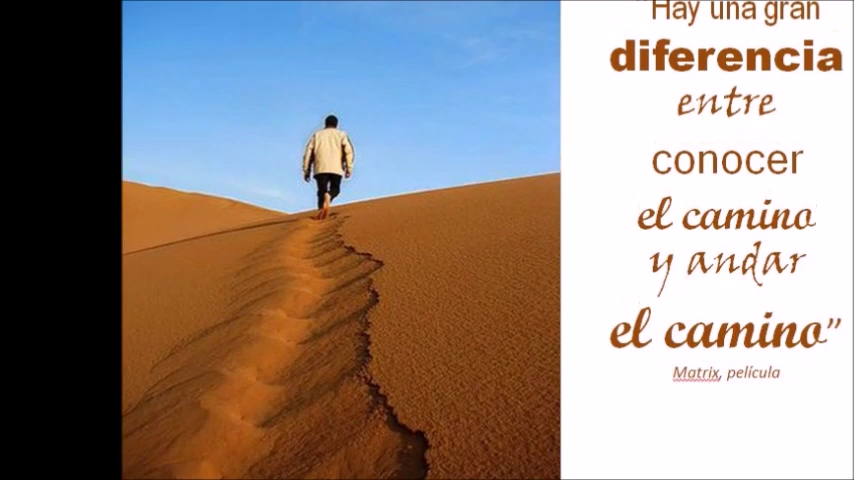 "Hay una gran
diferencia
entre
conocer
el camino
y andar
el camino”
Matrix, película